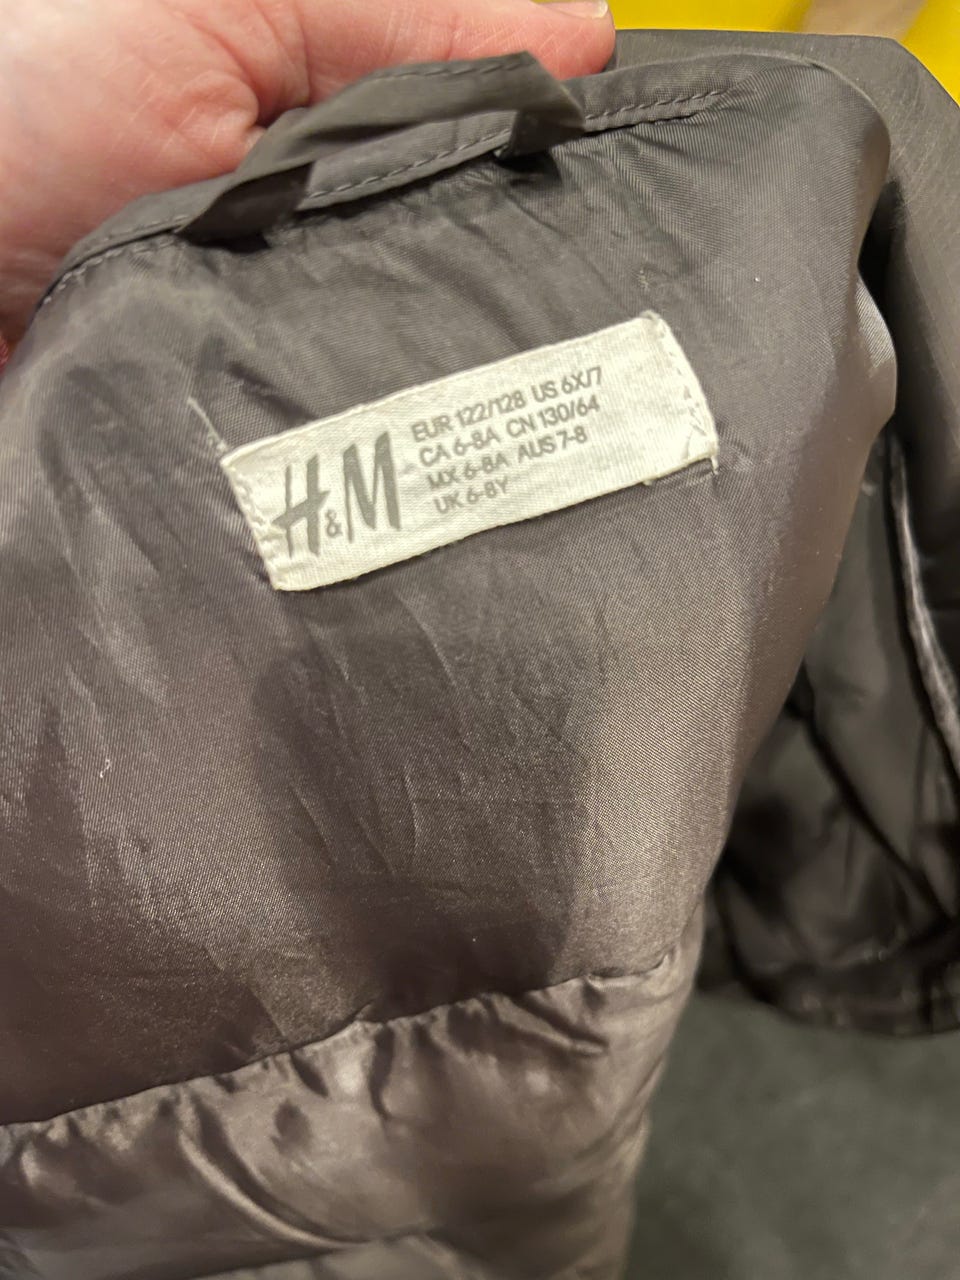 H&M
EUR 122/128 US 6X/7
CA 6-8A CN 130/64
MX 6-8A AUS 7-8
UK 6-8Y